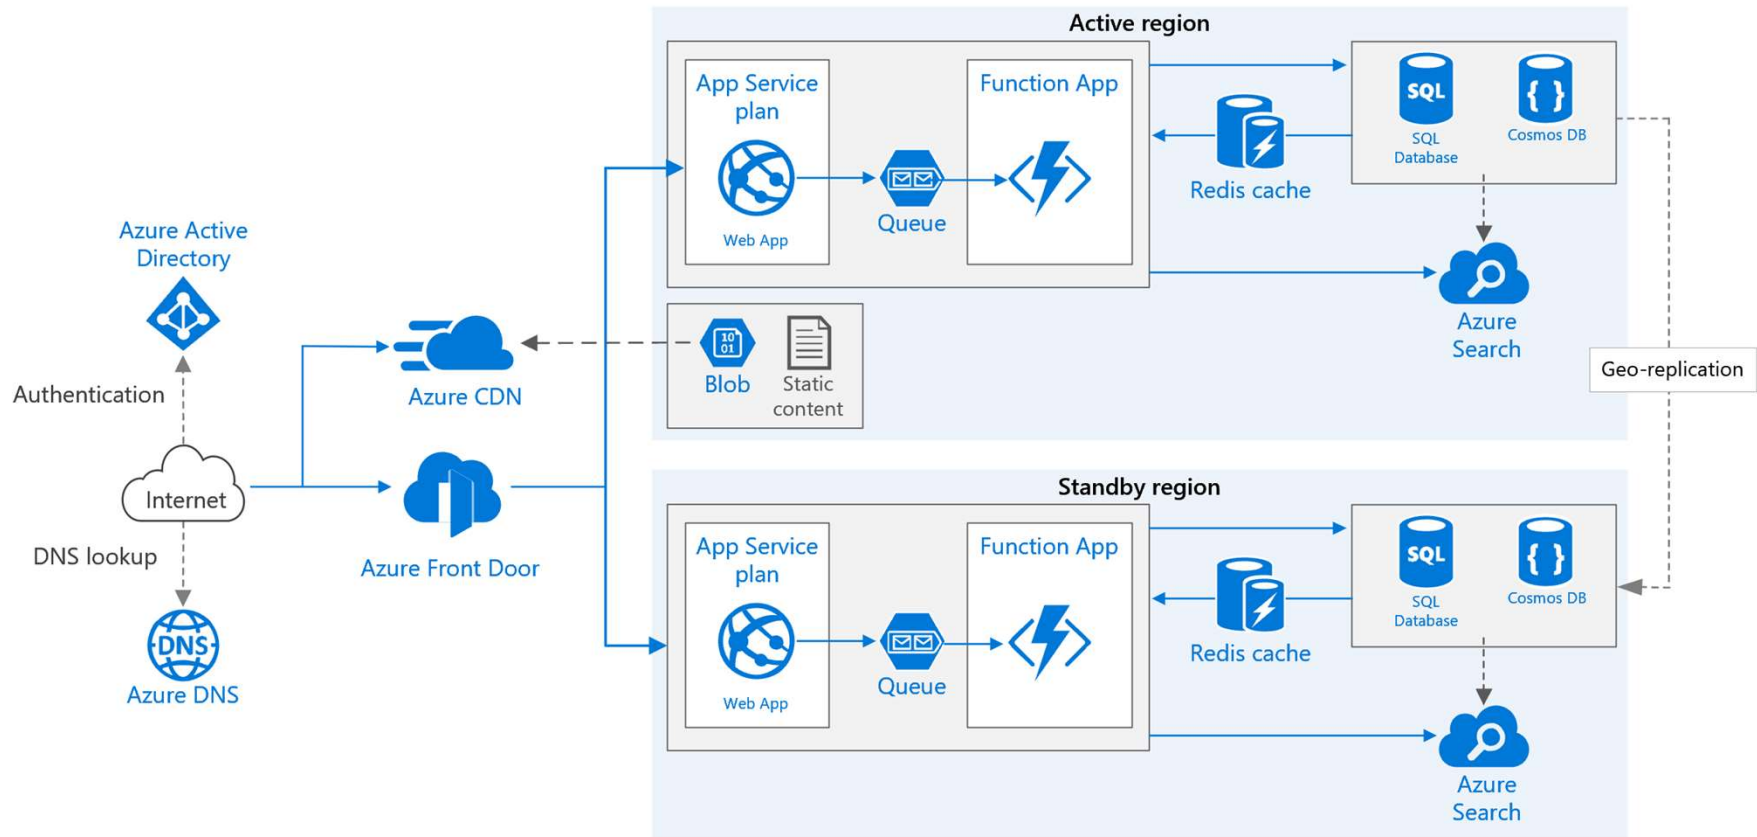 Active region
App Service
plan
Web App
Queue
Function App
Redis cache
SQL
SQL
Database
{ }
Cosmos DB
Azure
Search
Azure Active
Directory
Authentication
Internet
DNS lookup
DNS
Azure DNS
Azure CDN
Azure Front Door
10
01
Blob
Static
content
Geo-replication
Standby region
App Service
plan
Web App
Queue
Function App
Redis cache
SQL
SQL
Database
{ }
Cosmos DB
Azure
Search